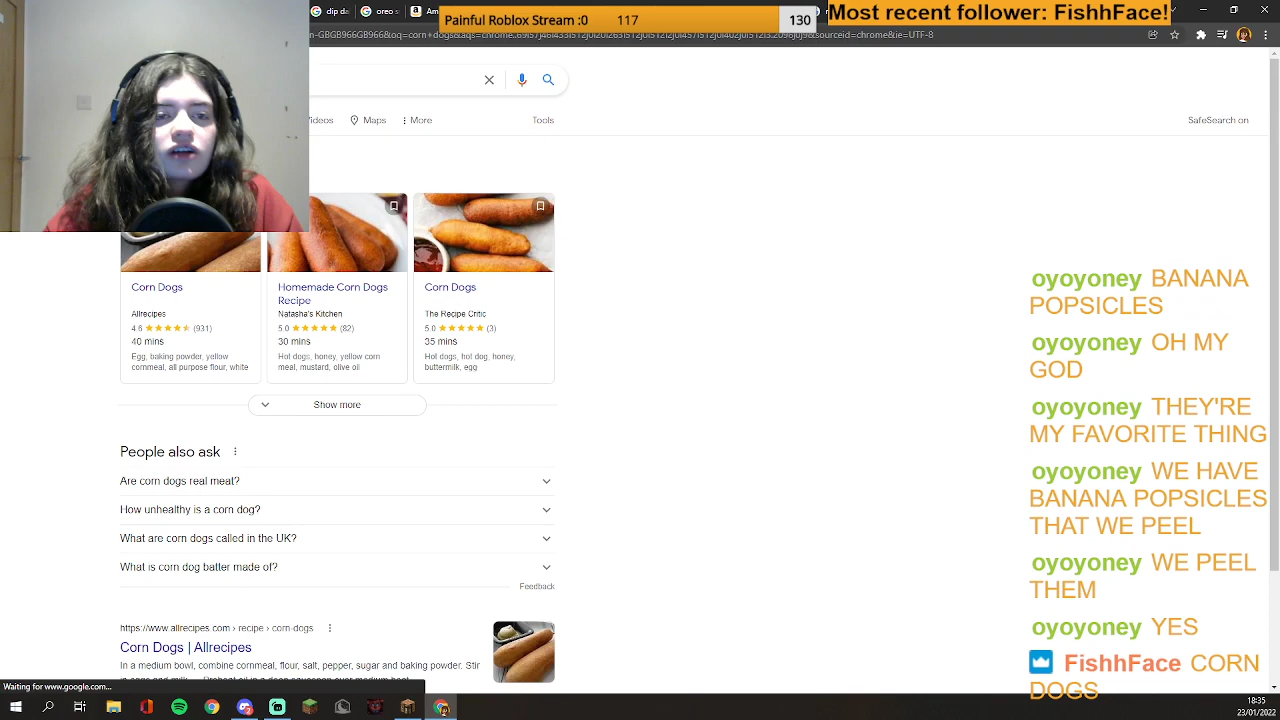 Painful Roblox Stream :0 117 130
Most recent follower: FishhFace!
Videos Maps More Tools SafeSearch on
Corn Dogs
Allrecipes
4.6 (931)
40 mins
Egg, baking powder, yellow
cornmeal, all purpose flour, white
Homemade Corn Dogs
Recipe
Natasha's Kitchen
5.0 (82)
30 mins
Hot dogs, honey, yellow corn
meal, mustard, olive oil
Corn Dogs
The Recipe Critic
5.0 (3)
35 mins
Hot dogs, hot dog, honey,
buttermilk, egg
Show more
People also ask
Are corn dogs real meat?
How unhealthy is a corn dog?
What are corn dogs called in the UK?
What is corn dog batter made of?
Feedback
https://www.allrecipes.com › recipe › corn-dogs
Corn Dogs | Allrecipes
In a medium bowl, combine cornmeal, flour, salt, pepper, sugar and baking powder. Stir
Waiting for www.google.com...
oyoyoney BANANA
POPSICLES
oyoyoney OH MY
GOD
oyoyoney THEY'RE
MY FAVORITE THING
oyoyoney WE HAVE
BANANA POPSICLES
THAT WE PEEL
oyoyoney WE PEEL
THEM
oyoyoney YES
FishhFace CORN
DOGS
18:35
23/01/2022